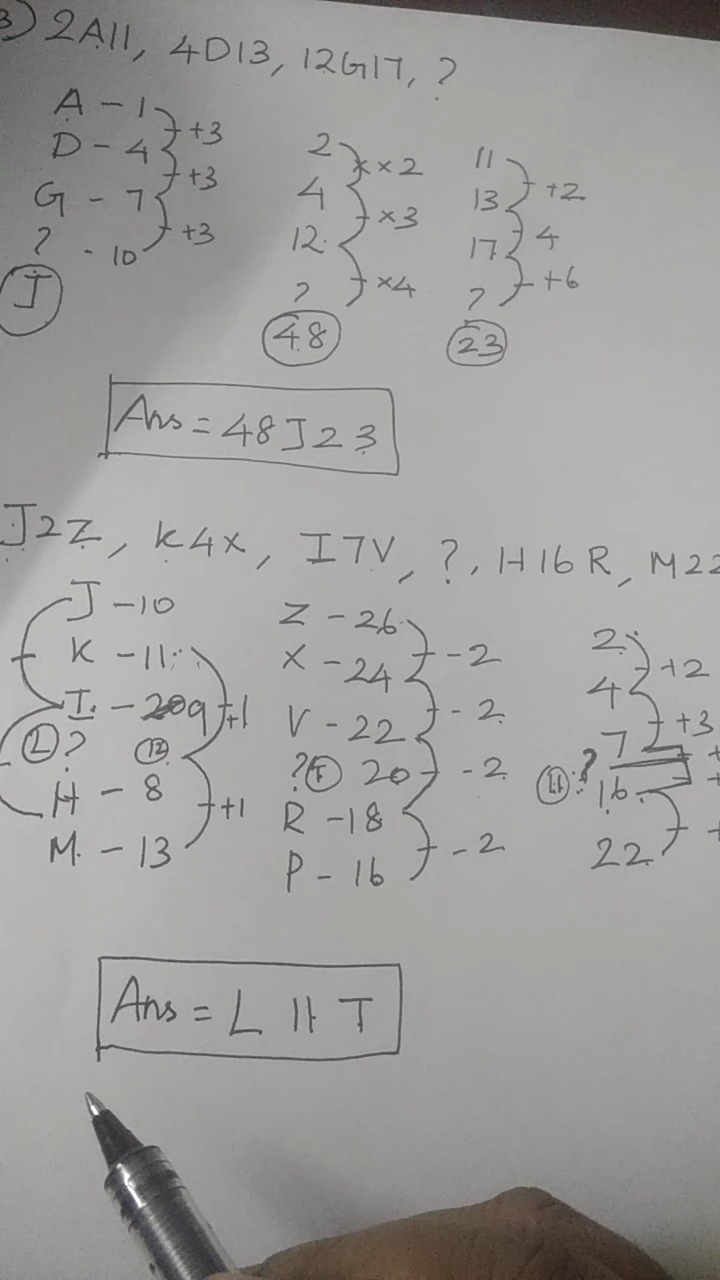 3) 2A11, 4D13, 12G17, ?
A - 1 +3
D - 4 +3
G - 7 +3
? - 10
J
2 ×2
4 ×3
12 ×4
?
48
11 +2
13 4
17 +6
?
23
Ans = 48J23
J2Z, K4X, I7V, ?, H16R, M22
J - 10
K - 11 +1
I - 9
L ? 12
H - 8 +1
M - 13
Z - 26 -2
X - 24 -2
V - 22 -2
? T 20
R - 18 -2
P - 16
2 +2
4 +3
7 +
11 ? +
16 +
22
Ans = L 11 T